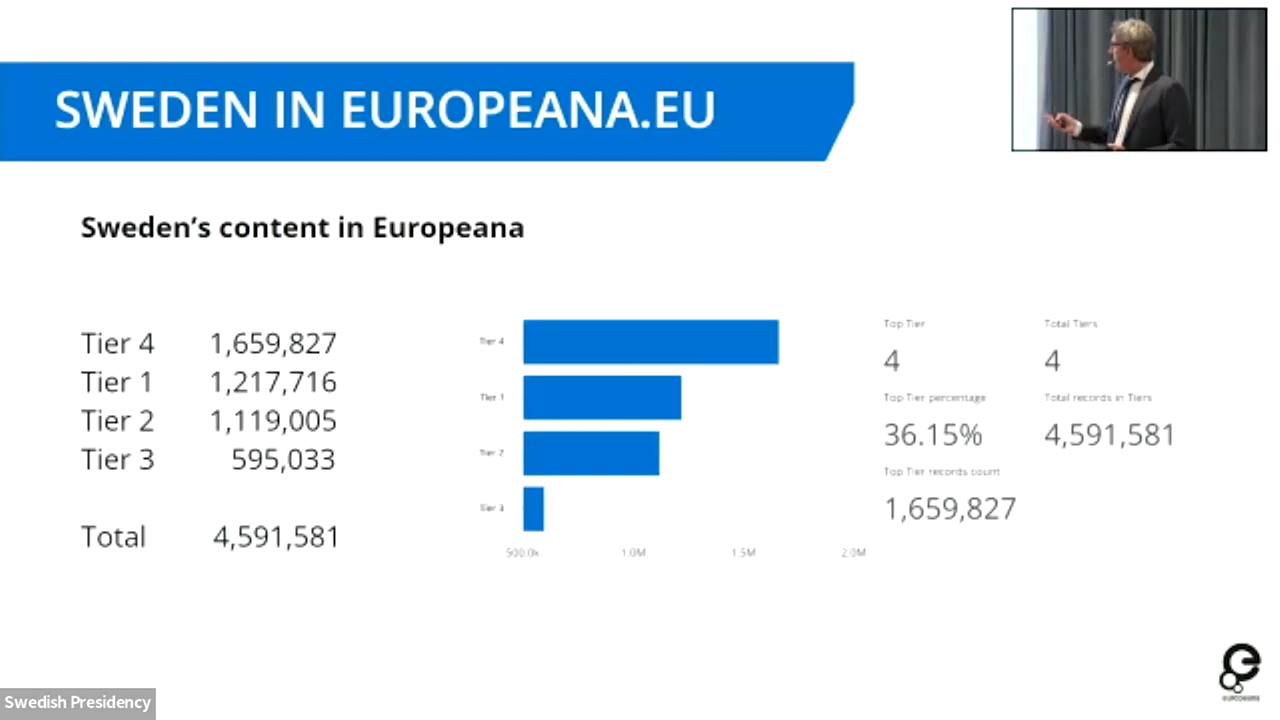 SWEDEN IN EUROPEANA.EU
Sweden's content in Europeana
Tier 4 1,659,827
Tier 1 1,217,716
Tier 2 1,119,005
Tier 3 595,033
Total 4,591,581
Tier 4
Tier 1
Tier 2
Tier 3
500.0k 1.0M 1.5M 2.0M
Top Tier
4
Total Tiers
4
Top Tier percentage
36.15%
Total records in Tiers
4,591,581
Top Tier records count
1,659,827
europeana
Swedish Presidency